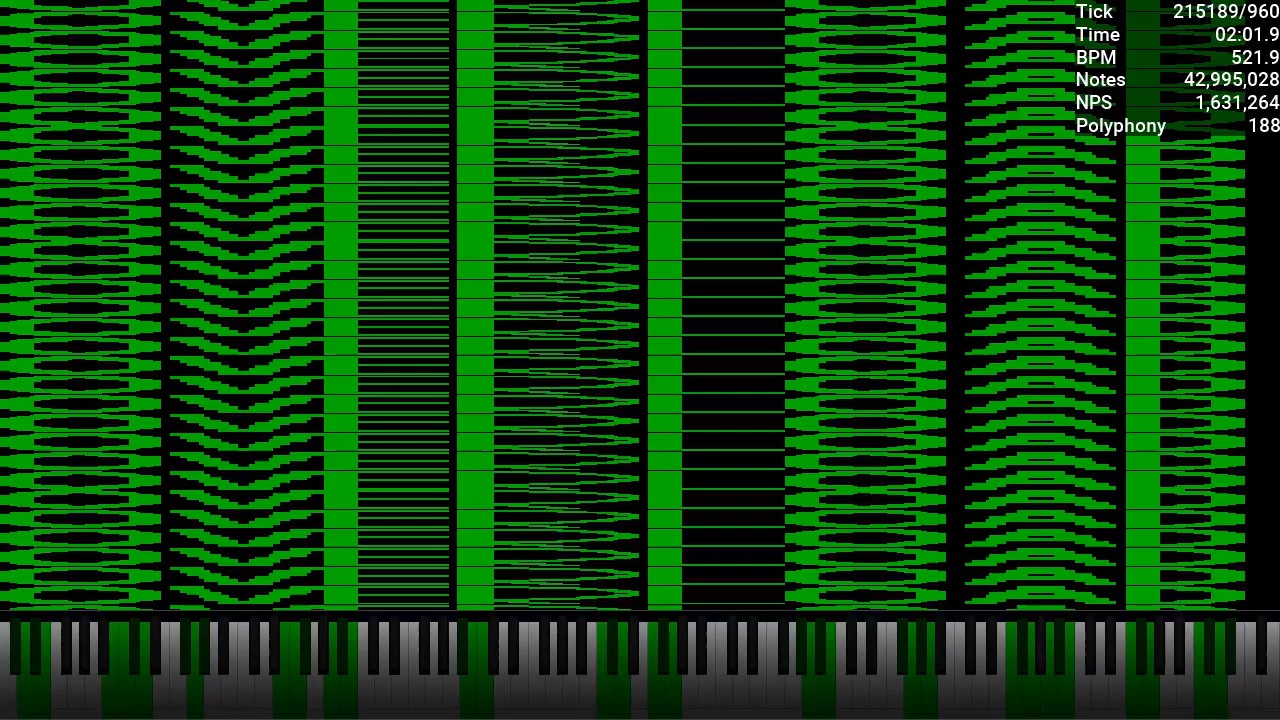 Tick 215189/960
Time 02:01.9
BPM 521.9
Notes 42,995,028
NPS 1,631,264
Polyphony 188